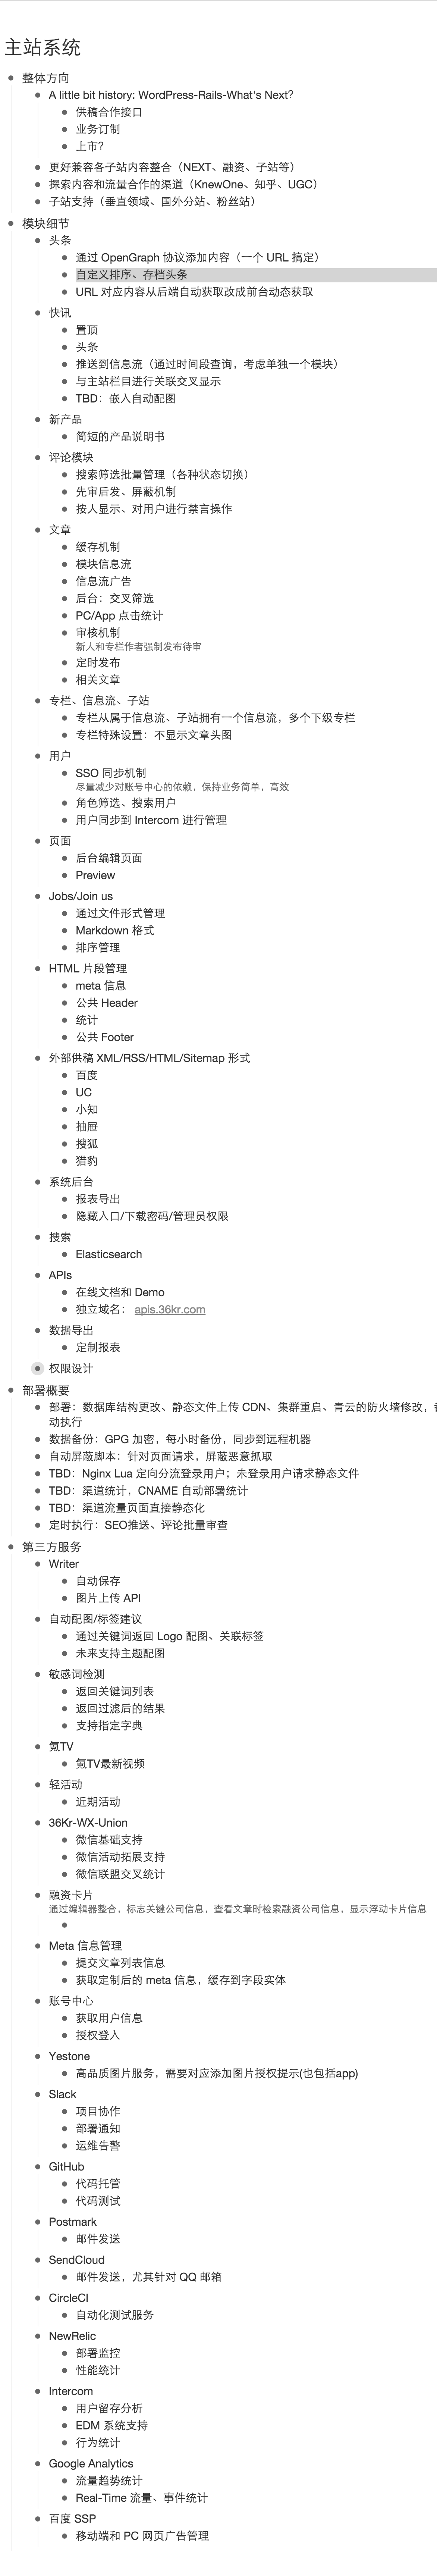 主站系统
整体方向
A little bit history: WordPress-Rails-What's Next?
供稿合作接口
业务订制
上市?
更好兼容各子站内容整合（NEXT、融资、子站等）
探索内容和流量合作的渠道（KnewOne、知乎、UGC）
子站支持（垂直领域、国外分站、粉丝站）
模块细节
头条
通过 OpenGraph 协议添加内容（一个 URL 搞定）
自定义排序、存档头条
URL 对应内容从后端自动获取改成前台动态获取
快讯
置顶
头条
推送到信息流（通过时间段查询，考虑单独一个模块）
与主站栏目进行关联交叉显示
TBD：嵌入自动配图
新产品
简短的产品说明书
评论模块
搜索筛选批量管理（各种状态切换）
先审后发、屏蔽机制
按人显示、对用户进行禁言操作
文章
缓存机制
模块信息流
信息流广告
后台：交叉筛选
PC/App 点击统计
审核机制
新人和专栏作者强制发布待审
定时发布
相关文章
专栏、信息流、子站
专栏从属于信息流、子站拥有一个信息流，多个下级专栏
专栏特殊设置：不显示文章头图
用户
SSO 同步机制
尽量减少对账号中心的依赖，保持业务简单，高效
角色筛选、搜索用户
用户同步到 Intercom 进行管理
页面
后台编辑页面
Preview
Jobs/Join us
通过文件形式管理
Markdown 格式
排序管理
HTML 片段管理
meta 信息
公共 Header
统计
公共 Footer
外部供稿 XML/RSS/HTML/Sitemap 形式
百度
UC
小知
抽屉
搜狐
猎豹
系统后台
报表导出
隐藏入口/下载密码/管理员权限
搜索
Elasticsearch
APIs
在线文档和 Demo
独立域名： apis.36kr.com
数据导出
定制报表
权限设计
部署概要
部署：数据库结构更改、静态文件上传 CDN、集群重启、青云的防火墙修改，
动执行
数据备份：GPG 加密，每小时备份，同步到远程机器
自动屏蔽脚本：针对页面请求，屏蔽恶意抓取
TBD：Nginx Lua 定向分流登录用户；未登录用户请求静态文件
TBD：渠道统计，CNAME 自动部署统计
TBD：渠道流量页面直接静态化
定时执行：SEO推送、评论批量审查
第三方服务
Writer
自动保存
图片上传 API
自动配图/标签建议
通过关键词返回 Logo 配图、关联标签
未来支持主题配图
敏感词检测
返回关键词列表
返回过滤后的结果
支持指定字典
氪TV
氪TV最新视频
轻活动
近期活动
36Kr-WX-Union
微信基础支持
微信活动拓展支持
微信联盟交叉统计
融资卡片
通过编辑器整合，标志关键公司信息，查看文章时检索融资公司信息，显示浮动卡片信息
Meta 信息管理
提交文章列表信息
获取定制后的 meta 信息，缓存到字段实体
账号中心
获取用户信息
授权登入
Yestone
高品质图片服务，需要对应添加图片授权提示(也包括app)
Slack
项目协作
部署通知
运维告警
GitHub
代码托管
代码测试
Postmark
邮件发送
SendCloud
邮件发送，尤其针对 QQ 邮箱
CircleCI
自动化测试服务
NewRelic
部署监控
性能统计
Intercom
用户留存分析
EDM 系统支持
行为统计
Google Analytics
流量趋势统计
Real-Time 流量、事件统计
百度 SSP
移动端和 PC 网页广告管理